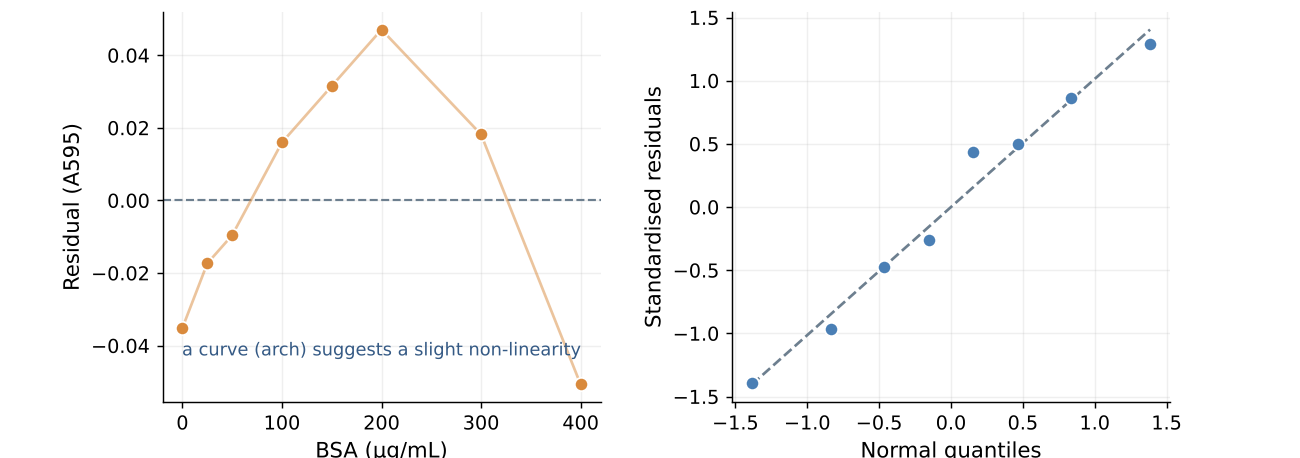 0.04
0.02
0.00
−0.02
−0.04
Residual (A595)
a curve (arch) suggests a slight non-linearity
0 100 200 300 400
BSA (µg/mL)
1.5
1.0
0.5
0.0
−0.5
−1.0
−1.5
Standardised residuals
−1.5 −1.0 −0.5 0.0 0.5 1.0 1.5
Normal quantiles